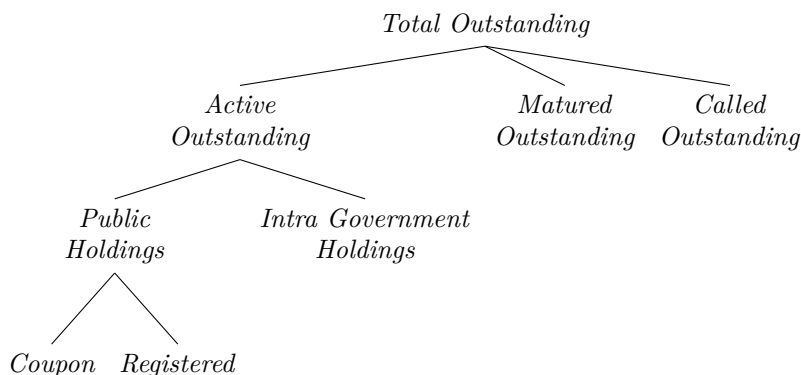 Total Outstanding
Active
Outstanding
Matured
Outstanding
Called
Outstanding
Public
Holdings
Intra Government
Holdings
Coupon
Registered